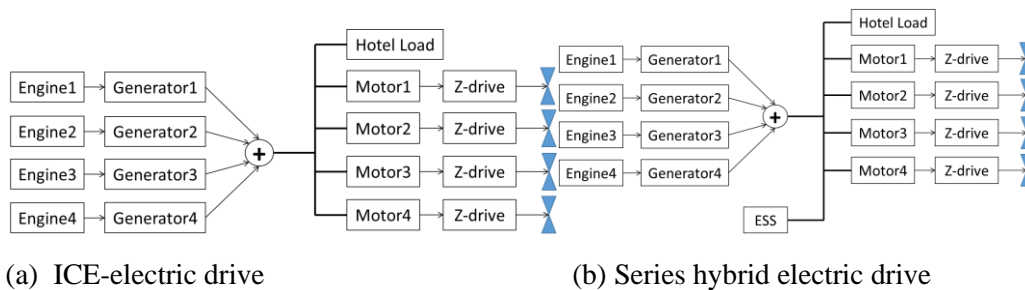 Hotel Load
Engine1 Generator1 Motor1 Z-drive
Engine2 Generator2 Motor2 Z-drive
+
Engine3 Generator3 Motor3 Z-drive
Engine4 Generator4 Motor4 Z-drive
(a) ICE-electric drive
Hotel Load
Engine1 Generator1 Motor1 Z-drive
Engine2 Generator2 Motor2 Z-drive
+
Engine3 Generator3 Motor3 Z-drive
Engine4 Generator4 Motor4 Z-drive
ESS
(b) Series hybrid electric drive